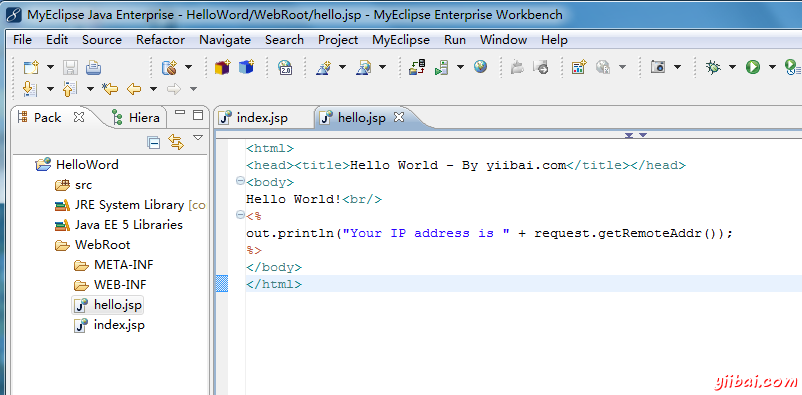 MyEclipse Java Enterprise - HelloWord/WebRoot/hello.jsp - MyEclipse Enterprise Workbench
File Edit Source Refactor Navigate Search Project MyEclipse Run Window Help
2.0
Pack Hiera
HelloWord
src
JRE System Library [co
Java EE 5 Libraries
WebRoot
META-INF
WEB-INF
hello.jsp
index.jsp
index.jsp hello.jsp
<html>
<head><title>Hello World - By yiibai.com</title></head>
<body>
Hello World!<br/>
<%
out.println("Your IP address is " + request.getRemoteAddr());
%>
</body>
</html>
yiibai.com